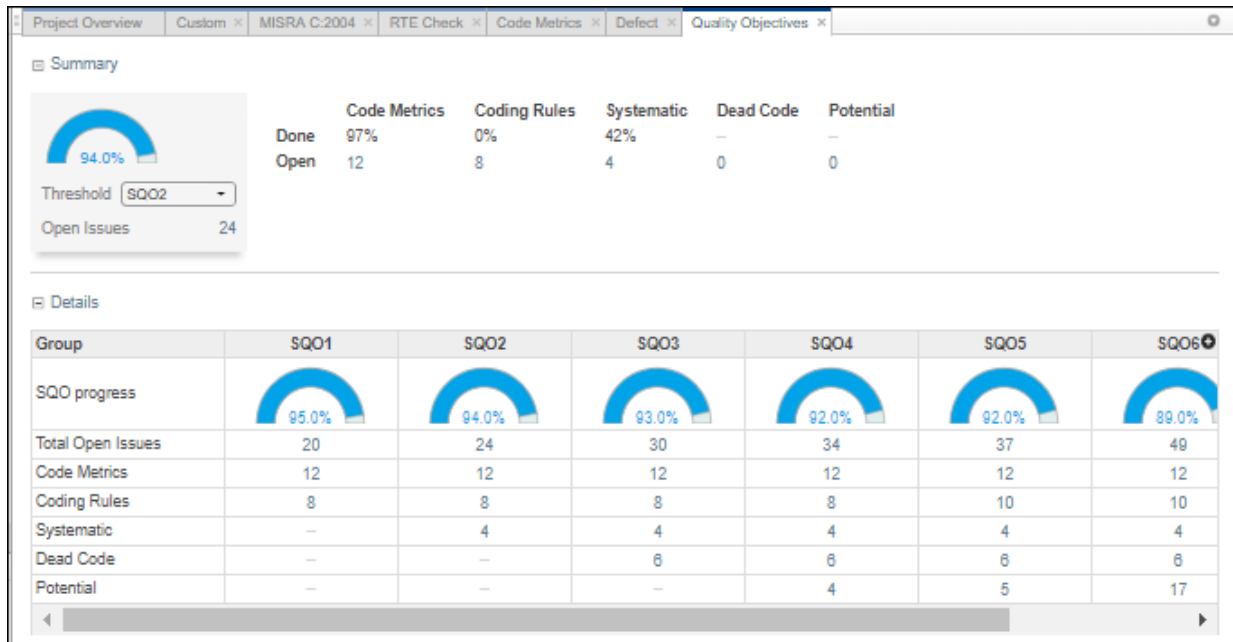 Project Overview Custom × MISRA C:2004 × RTE Check × Code Metrics × Defect × Quality Objectives ×
Summary
Code Metrics Coding Rules Systematic Dead Code Potential
Done 97% 0% 42% – –
94.0%
Open 12 8 4 0 0
Threshold SQO2
Open Issues 24
Details
Group SQO1 SQO2 SQO3 SQO4 SQO5 SQO6
SQO progress 95.0% 94.0% 93.0% 92.0% 92.0% 89.0%
Total Open Issues 20 24 30 34 37 49
Code Metrics 12 12 12 12 12 12
Coding Rules 8 8 8 8 10 10
Systematic – 4 4 4 4 4
Dead Code – – 6 6 6 6
Potential – – – 4 5 17